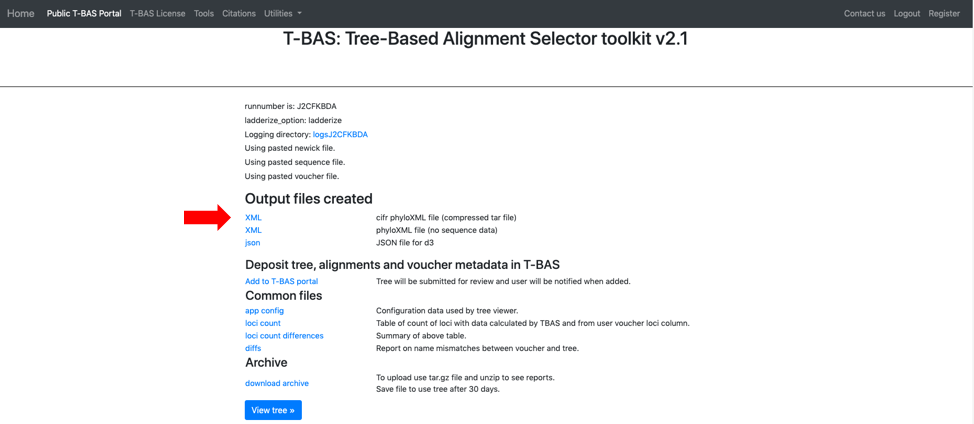 Home Public T-BAS Portal T-BAS License Tools Citations Utilities Contact us Logout Register
T-BAS: Tree-Based Alignment Selector toolkit v2.1
runnumber is: J2CFKBDA
ladderize_option: ladderize
Logging directory: logsJ2CFKBDA
Using pasted newick file.
Using pasted sequence file.
Using pasted voucher file.
Output files created
XML cifr phyloXML file (compressed tar file)
XML phyloXML file (no sequence data)
json JSON file for d3
Deposit tree, alignments and voucher metadata in T-BAS
Add to T-BAS portal Tree will be submitted for review and user will be notified when added.
Common files
app config Configuration data used by tree viewer.
loci count Table of count of loci with data calculated by TBAS and from user voucher loci column.
loci count differences Summary of above table.
diffs Report on name mismatches between voucher and tree.
Archive
download archive To upload use tar.gz file and unzip to see reports.
Save file to use tree after 30 days.
View tree »